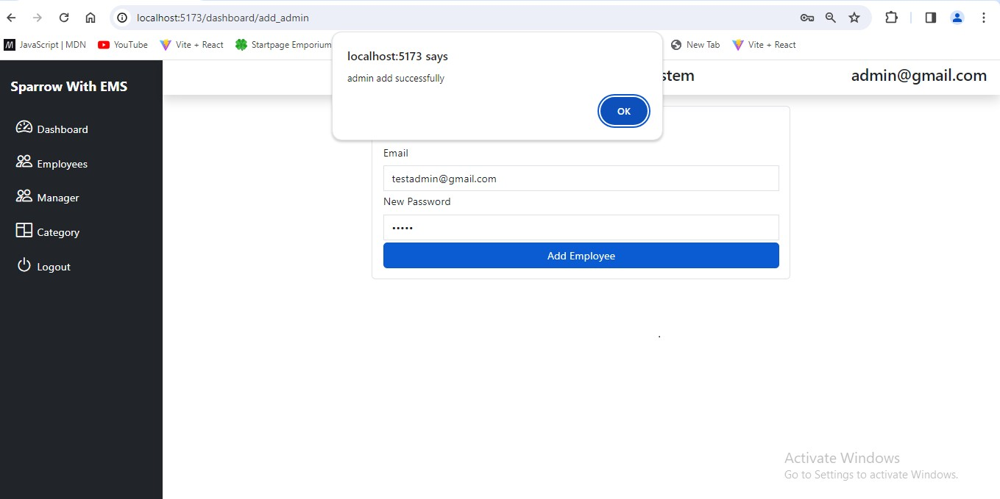 localhost:5173/dashboard/add_admin
M JavaScript | MDN YouTube Vite + React Startpage Emporium New Tab Vite + React
localhost:5173 says
admin add successfully
OK
Sparrow With EMS
stem
admin@gmail.com
Dashboard
Employees
Manager
Category
Logout
Email
testadmin@gmail.com
New Password
•••••
Add Employee
Activate Windows
Go to Settings to activate Windows.